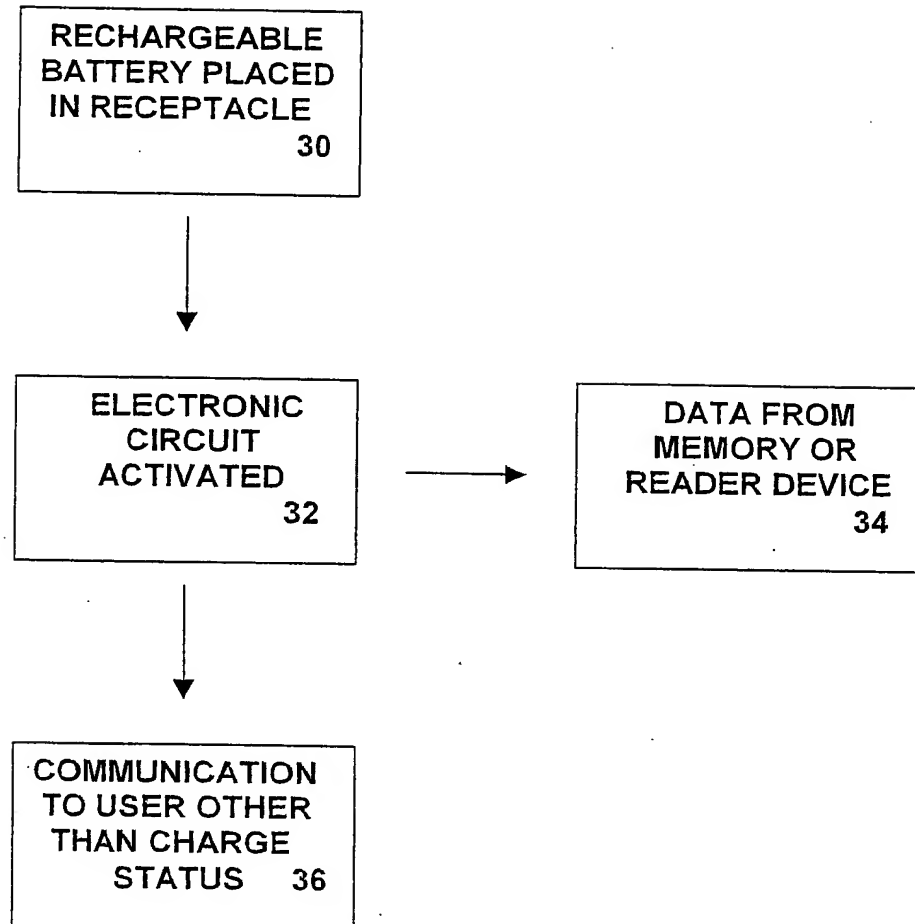 RECHARGEABLE
BATTERY PLACED
IN RECEPTACLE
30
ELECTRONIC
CIRCUIT
ACTIVATED
32
DATA FROM
MEMORY OR
READER DEVICE
34
COMMUNICATION
TO USER OTHER
THAN CHARGE
STATUS 36